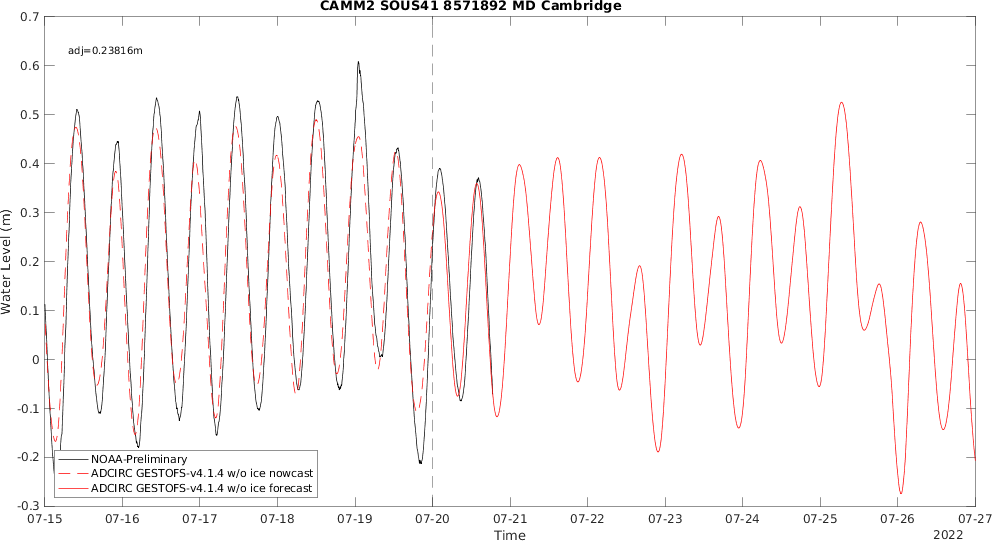 CAMM2 SOUS41 8571892 MD Cambridge
adj=0.23816m
Water Level (m)
0.7
0.6
0.5
0.4
0.3
0.2
0.1
0
-0.1
-0.2
-0.3
NOAA-Preliminary
ADCIRC GESTOFS-v4.1.4 w/o ice nowcast
ADCIRC GESTOFS-v4.1.4 w/o ice forecast
07-15 07-16 07-17 07-18 07-19 07-20 07-21 07-22 07-23 07-24 07-25 07-26 07-27
Time
2022